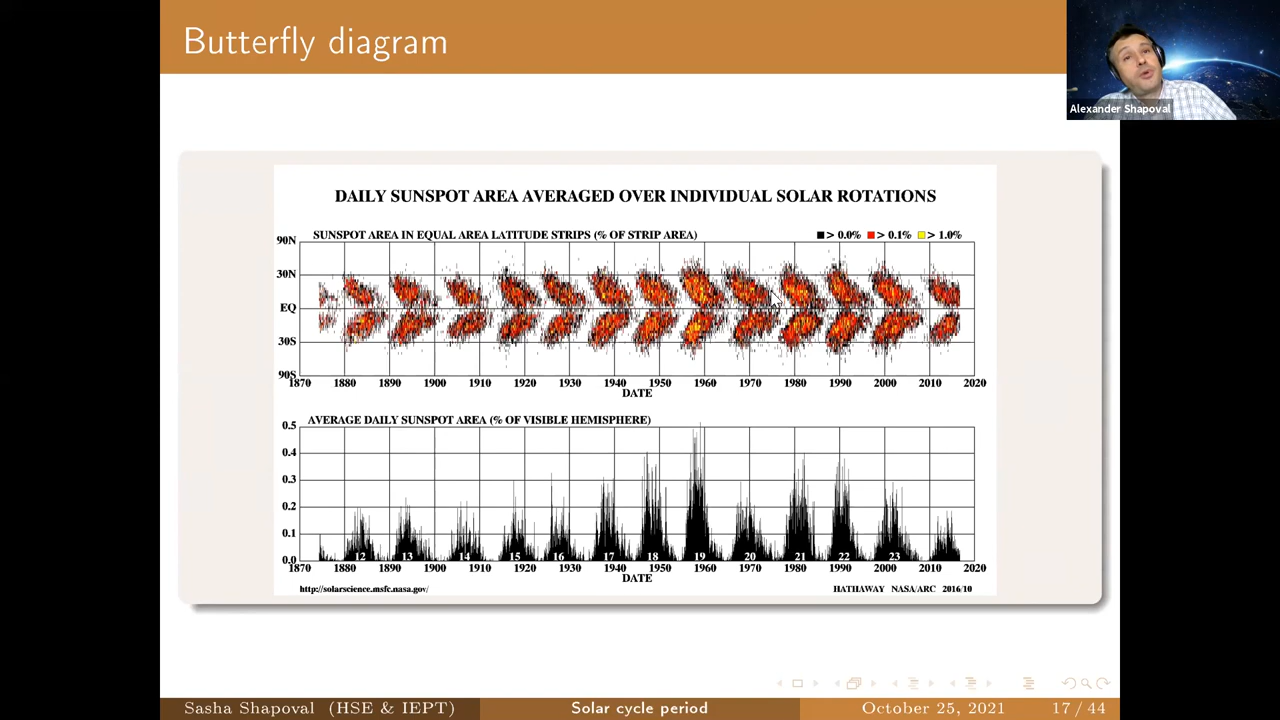 Butterfly diagram
Alexander Shapoval
DAILY SUNSPOT AREA AVERAGED OVER INDIVIDUAL SOLAR ROTATIONS
SUNSPOT AREA IN EQUAL AREA LATITUDE STRIPS (% OF STRIP AREA)
> 0.0% > 0.1% > 1.0%
90N
30N
EQ
30S
90S
1870 1880 1890 1900 1910 1920 1930 1940 1950 1960 1970 1980 1990 2000 2010 2020
DATE
AVERAGE DAILY SUNSPOT AREA (% OF VISIBLE HEMISPHERE)
0.5
0.4
0.3
0.2
0.1
0.0
12 13 14 15 16 17 18 19 20 21 22 23
1870 1880 1890 1900 1910 1920 1930 1940 1950 1960 1970 1980 1990 2000 2010 2020
DATE
http://solarscience.msfc.nasa.gov/
HATHAWAY NASA/ARC 2016/10
Sasha Shapoval (HSE & IEPT) Solar cycle period October 25, 2021 17 / 44